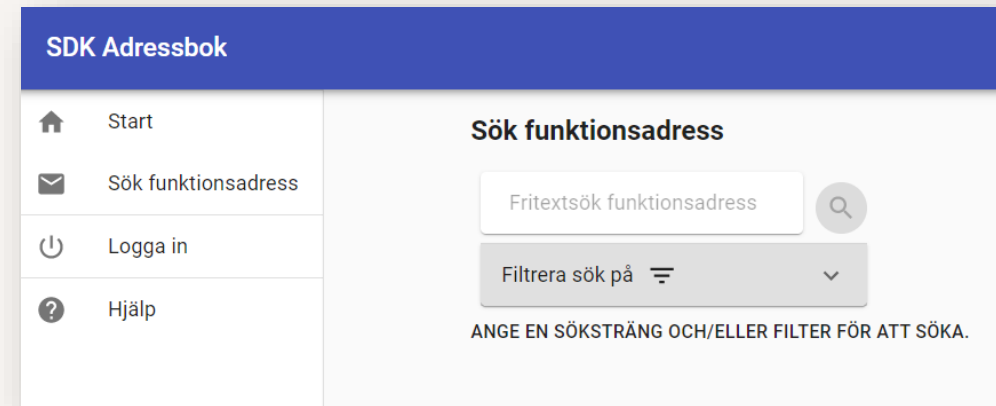 SDK Adressbok
Start
Sök funktionsadress
Logga in
Hjälp
Sök funktionsadress
Fritextsök funktionsadress
Filtrera sök på
ANGE EN SÖKSTRÄNG OCH/ELLER FILTER FÖR ATT SÖKA.